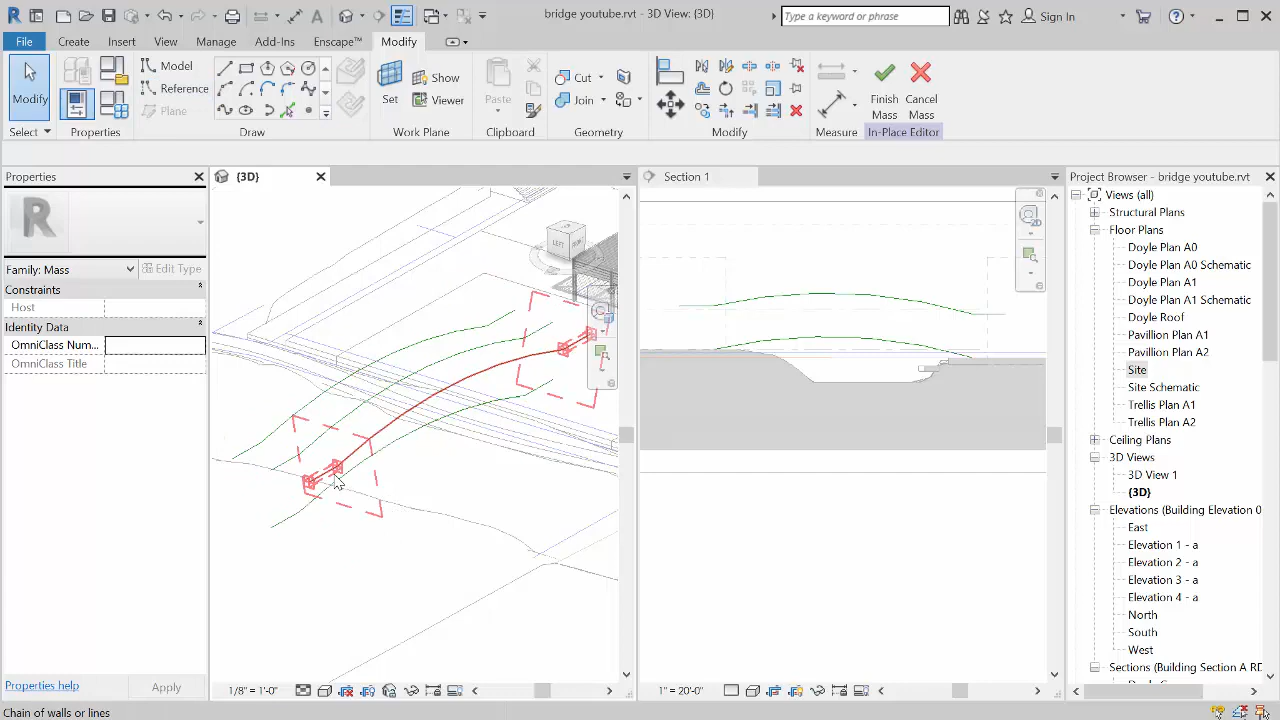 bridge youtube.rvt - 3D View: {3D}
Type a keyword or phrase
Sign In
File Create Insert View Manage Add-Ins Enscape™ Modify
Modify
Select
Properties
Model
Reference
Plane
Draw
Set
Show
Viewer
Work Plane
Paste
Clipboard
Cut
Join
Geometry
Modify
Measure
Finish Mass
Cancel Mass
In-Place Editor
Properties
R
Family: Mass
Edit Type
Constraints
Host
Identity Data
OmniClass Num...
OmniClass Title
Properties help
Apply
{3D}
LEFT
1/8" = 1'-0"
Section 1
2D
1" = 20'-0"
Project Browser - bridge youtube.rvt
Views (all)
Structural Plans
Floor Plans
Doyle Plan A0
Doyle Plan A0 Schematic
Doyle Plan A1
Doyle Plan A1 Schematic
Doyle Roof
Pavillion Plan A1
Pavillion Plan A2
Site
Site Schematic
Trellis Plan A1
Trellis Plan A2
Ceiling Plans
3D Views
3D View 1
{3D}
Elevations (Building Elevation 0
East
Elevation 1 - a
Elevation 2 - a
Elevation 3 - a
Elevation 4 - a
North
South
West
Sections (Building Section A RD
Chain of walls or lines